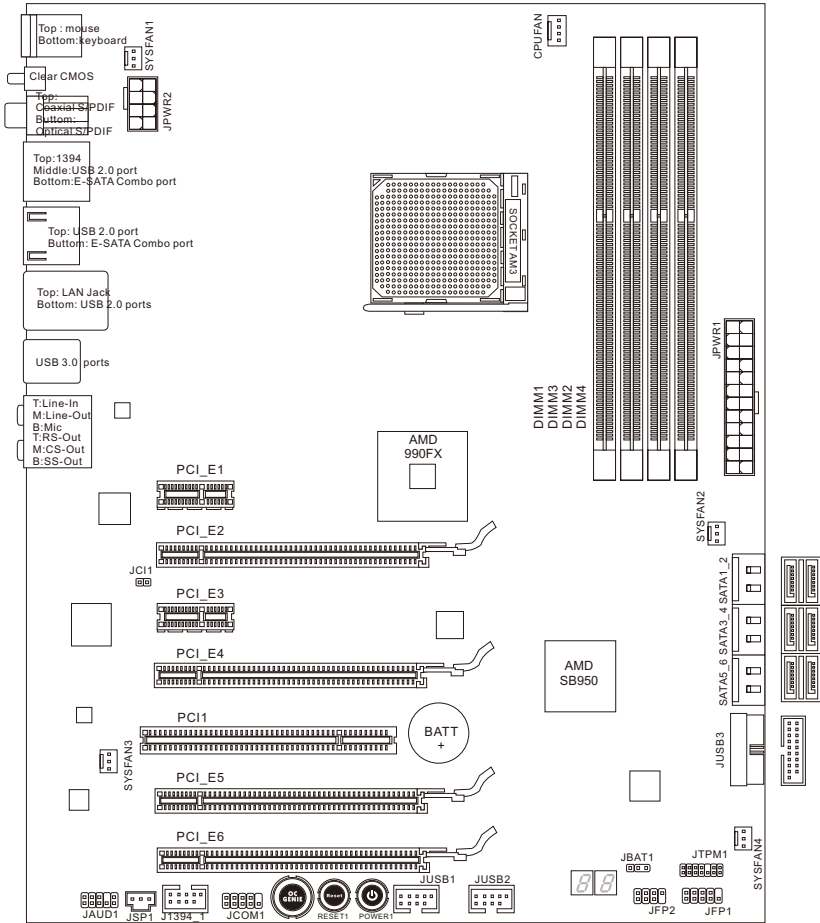 Top : mouse
Bottom:keyboard
Clear CMOS
Top:
Coaxial S/PDIF
Buttom:
Optical S/PDIF
Top:1394
Middle:USB 2.0 port
Bottom:E-SATA Combo port
Top: USB 2.0 port
Buttom: E-SATA Combo port
Top: LAN Jack
Bottom: USB 2.0 ports
USB 3.0 ports
T:Line-In
M:Line-Out
B:Mic
T:RS-Out
M:CS-Out
B:SS-Out
SYSFAN1
JPWR2
CPUFAN
SOCKET AM3
DIMM1
DIMM3
DIMM2
DIMM4
JPWR1
AMD
990FX
PCI_E1
PCI_E2
JCI1
PCI_E3
PCI_E4
PCI1
BATT
+
PCI_E5
PCI_E6
SYSFAN3
AMD
SB950
SYSFAN2
SATA1_2
SATA3_4
SATA5_6
JUSB3
SYSFAN4
JAUD1
JSP1
J1394_1
JCOM1
OC
GENIE
Reset
RESET1
POWER1
JUSB1
JUSB2
88
JBAT1
JTPM1
JFP2
JFP1